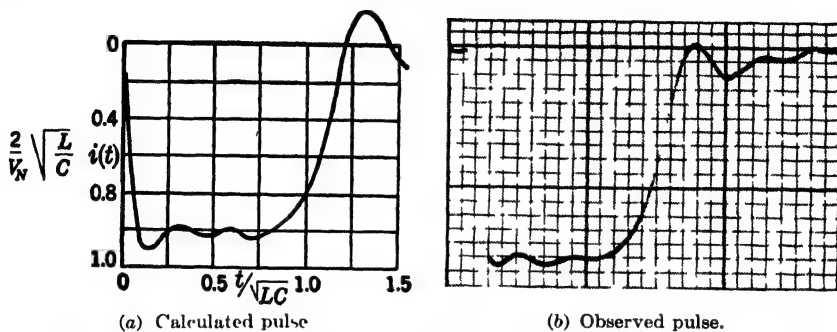 0
0.4
2/V_N √L/C i(t)
0.8
1.0
0 0.5 t/√LC 1.0 1.5
(a) Calculated pulse
(b) Observed pulse.